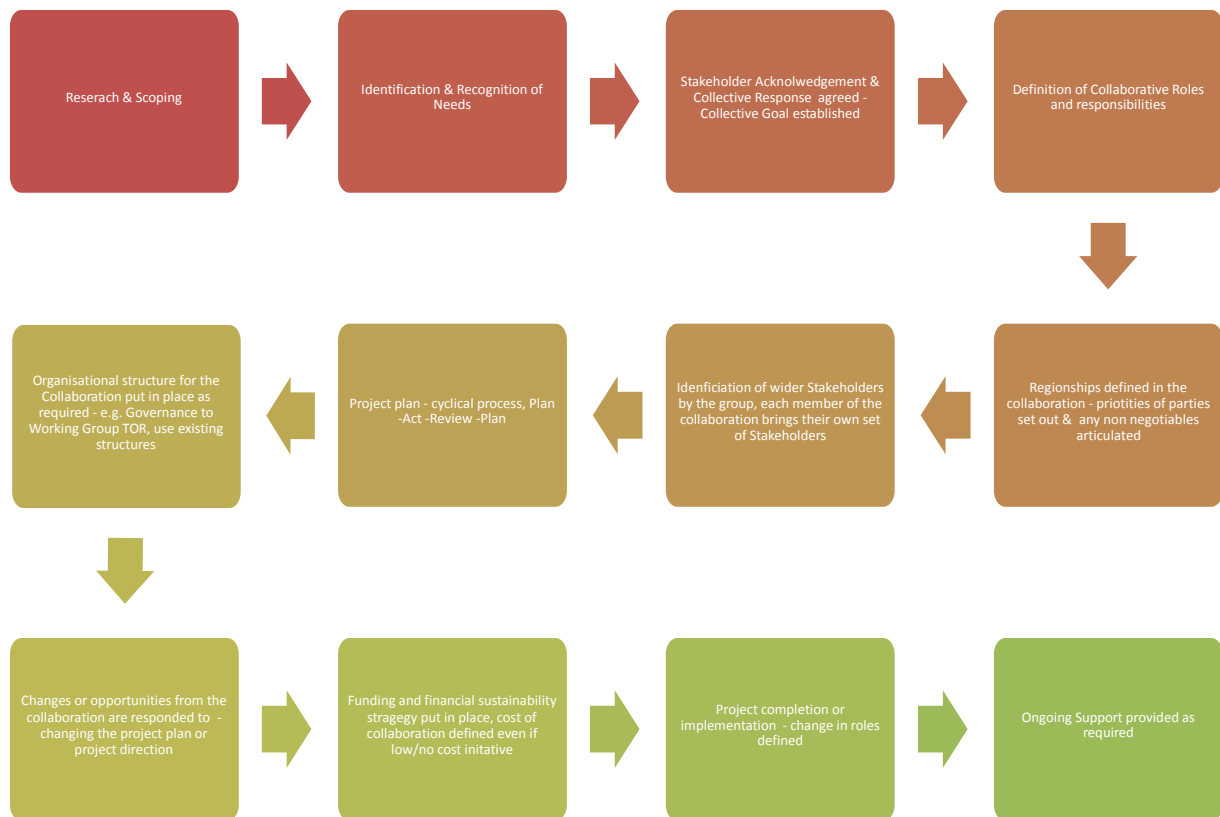 Reserach & Scoping
Identification & Recognition of
Needs
Stakeholder Acknolwedgement &
Collective Response agreed -
Collective Goal established
Definition of Collaborative Roles
and responsibilities
Regionships defined in the
collaboration - priotities of parties
set out & any non negotiables
articulated
Idenficiation of wider Stakeholders
by the group, each member of the
collaboration brings their own set
of Stakeholders
Project plan - cyclical process, Plan
-Act -Review -Plan
Organisational structure for the
Collaboration put in place as
required - e.g. Governance to
Working Group TOR, use existing
structures
Changes or opportunities from the
collaboration are responded to -
changing the project plan or
project direction
Funding and financial sustainability
stragegy put in place, cost of
collaboration defined even if
low/no cost initative
Project completion or
implementation - change in roles
defined
Ongoing Support provided as
required